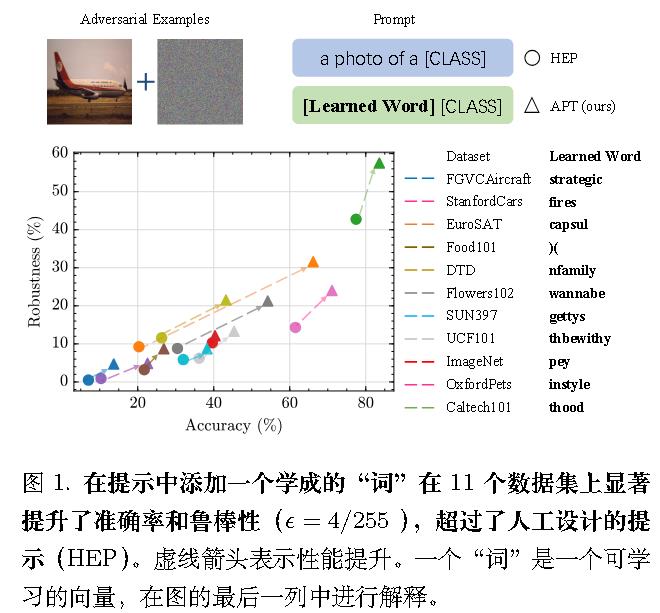 Adversarial Examples
Prompt
+
a photo of a [CLASS]
HEP
[Learned Word] [CLASS]
APT (ours)
60
50
40
30
20
10
0
Robustness (%)
20
40
60
80
Accuracy (%)
Dataset Learned Word
FGVCAircraft strategic
StanfordCars fires
EuroSAT capsul
Food101 )(
DTD nfamily
Flowers102 wannabe
SUN397 gettys
UCF101 thbewithy
ImageNet pey
OxfordPets instyle
Caltech101 thood
图 1. 在提示中添加一个学成的“词”在 11 个数据集上显著
提升了准确率和鲁棒性（ϵ = 4/255 ），超过了人工设计的提
示（HEP）。虚线箭头表示性能提升。一个“词”是一个可学
习的向量，在图的最后一列中进行解释。